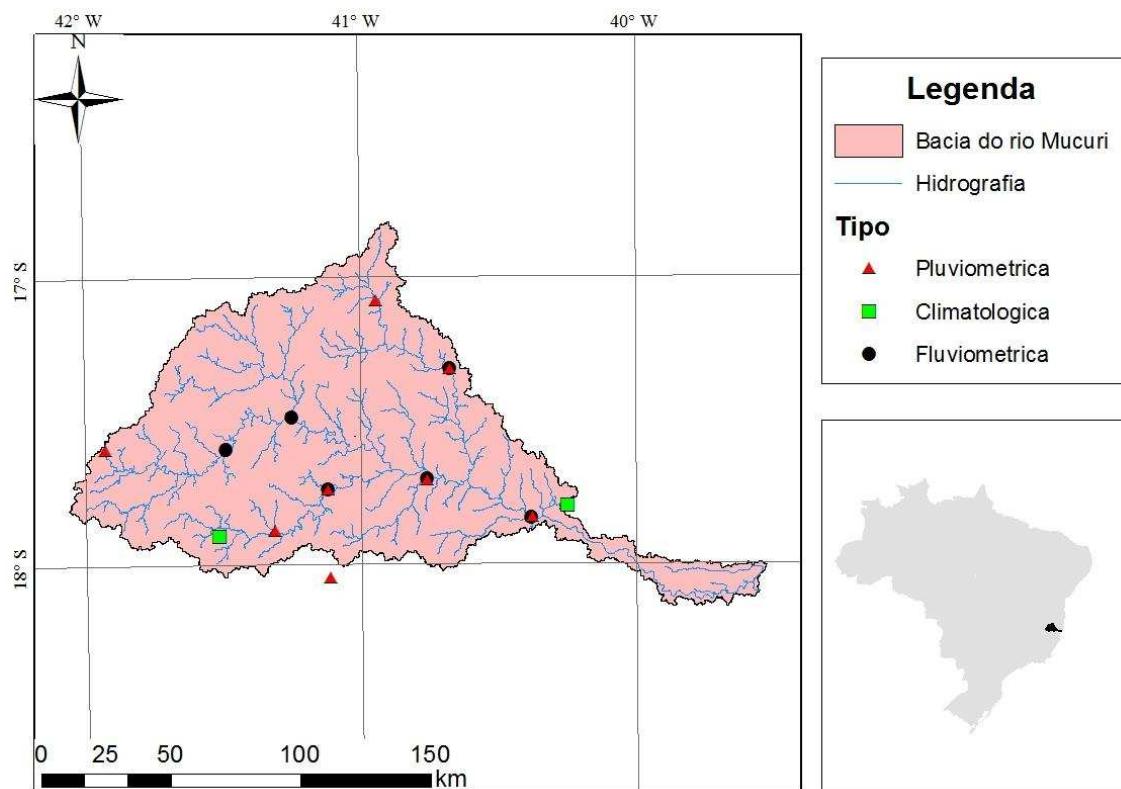 42° W
41° W
40° W
N
17° S
18° S
0 25 50 100 150
km
Legenda
Bacia do rio Mucuri
Hidrografia
Tipo
Pluviometrica
Climatologica
Fluviometrica